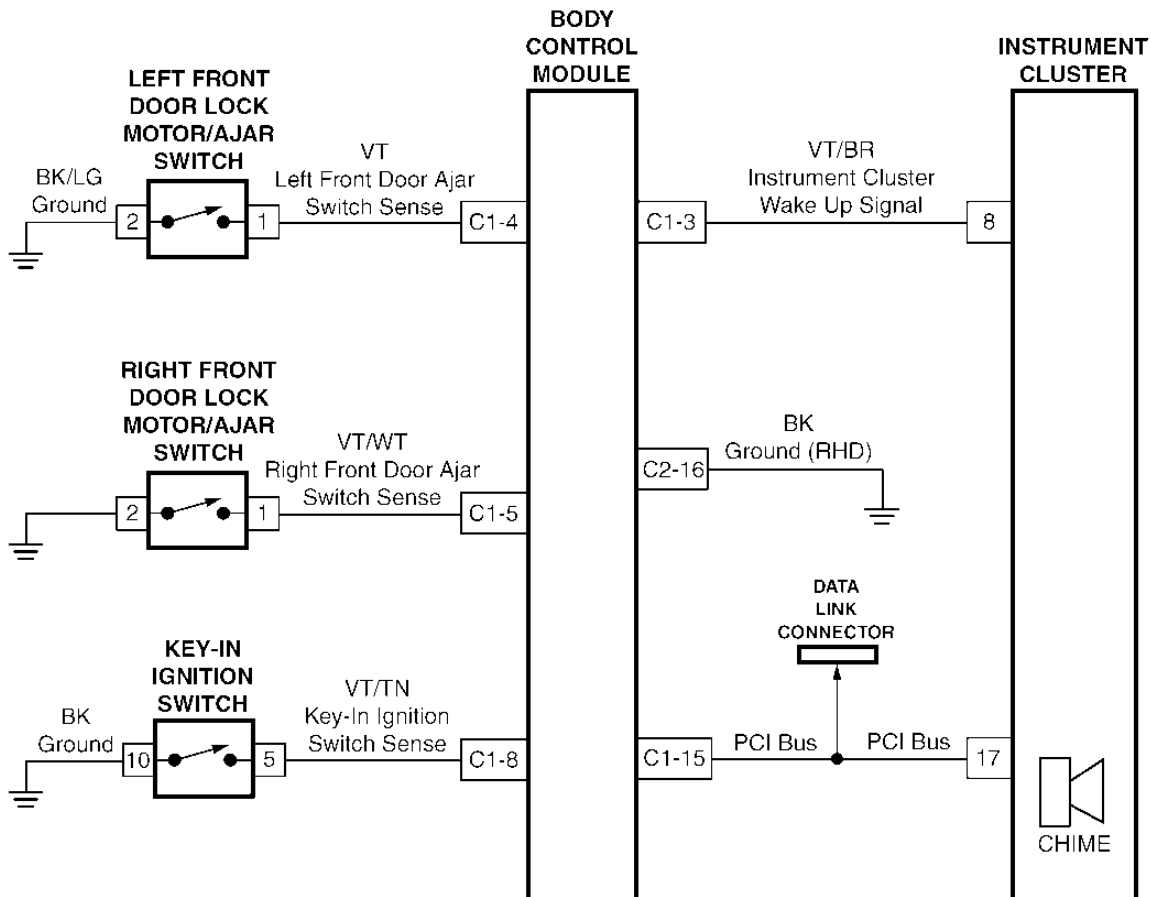 BODY
CONTROL
MODULE
INSTRUMENT
CLUSTER
LEFT FRONT
DOOR LOCK
MOTOR/AJAR
SWITCH
BK/LG
Ground
2
1
VT
Left Front Door Ajar
Switch Sense
C1-4
C1-3
VT/BR
Instrument Cluster
Wake Up Signal
8
RIGHT FRONT
DOOR LOCK
MOTOR/AJAR
SWITCH
2
1
VT/WT
Right Front Door Ajar
Switch Sense
C1-5
C2-16
BK
Ground (RHD)
DATA
LINK
CONNECTOR
KEY-IN
IGNITION
SWITCH
BK
Ground
10
5
VT/TN
Key-In Ignition
Switch Sense
C1-8
C1-15
PCI Bus
PCI Bus
17
CHIME